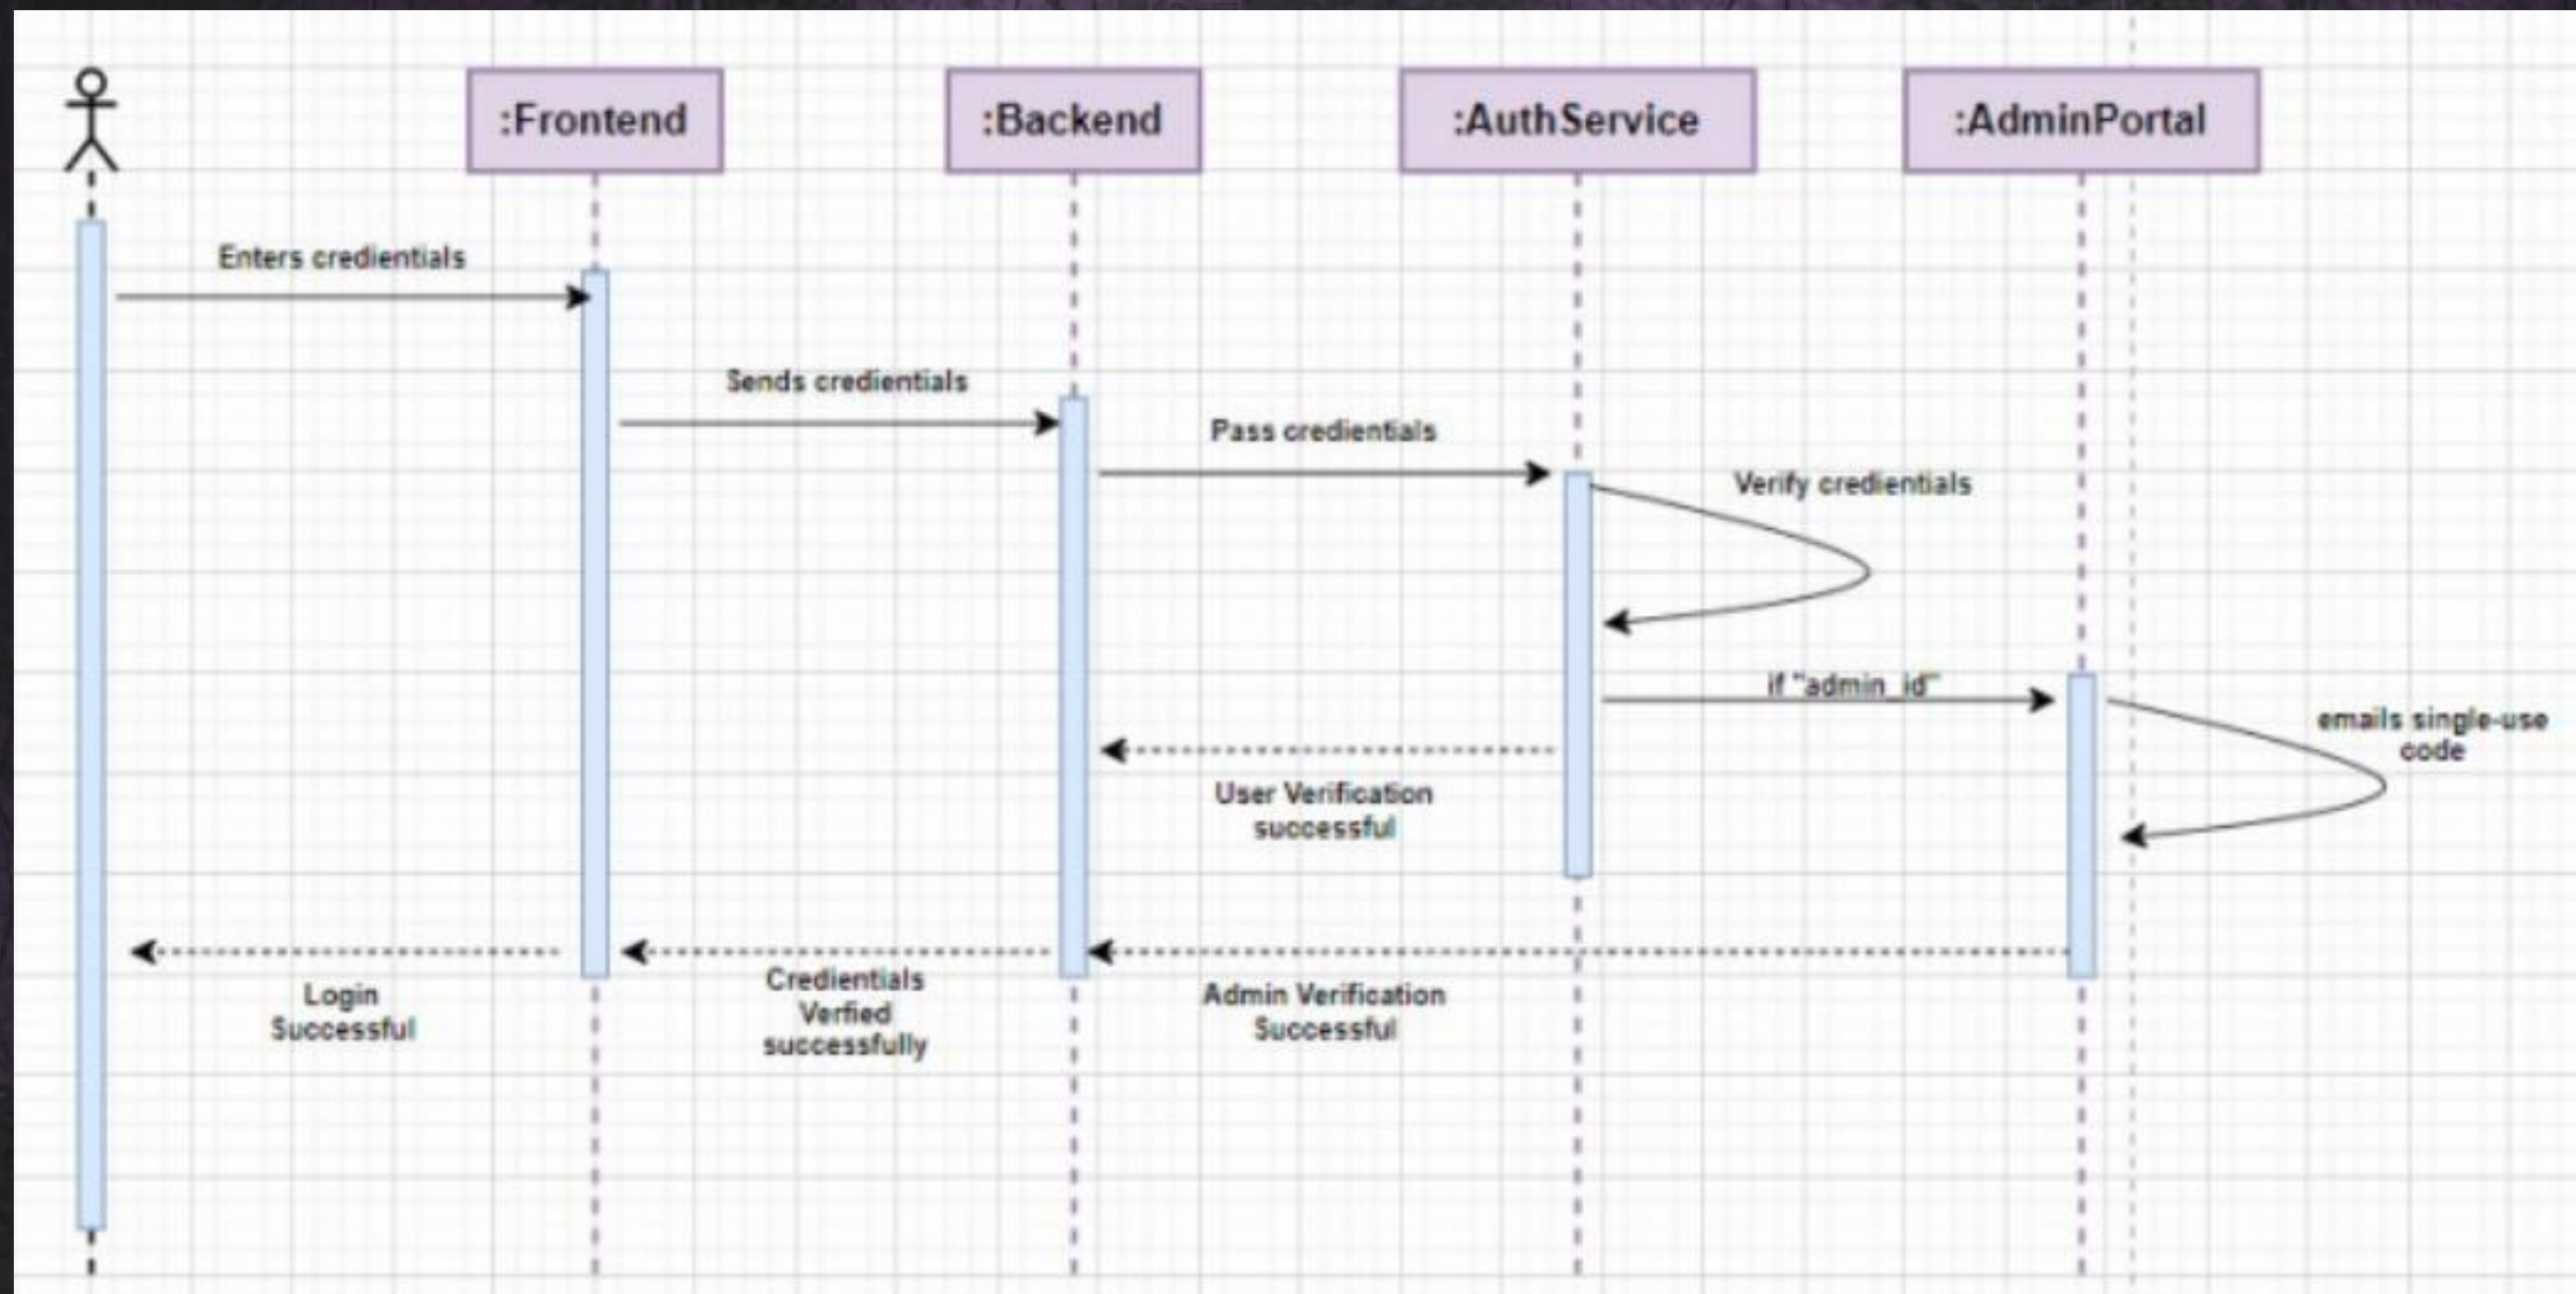 :Frontend
:Backend
:AuthService
:AdminPortal
Enters credientials
Sends credientials
Pass credientials
Verify credientials
if "admin_id"
emails single-use
code
User Verification
successful
Login
Successful
Credientials
Verfied
successfully
Admin Verification
Successful